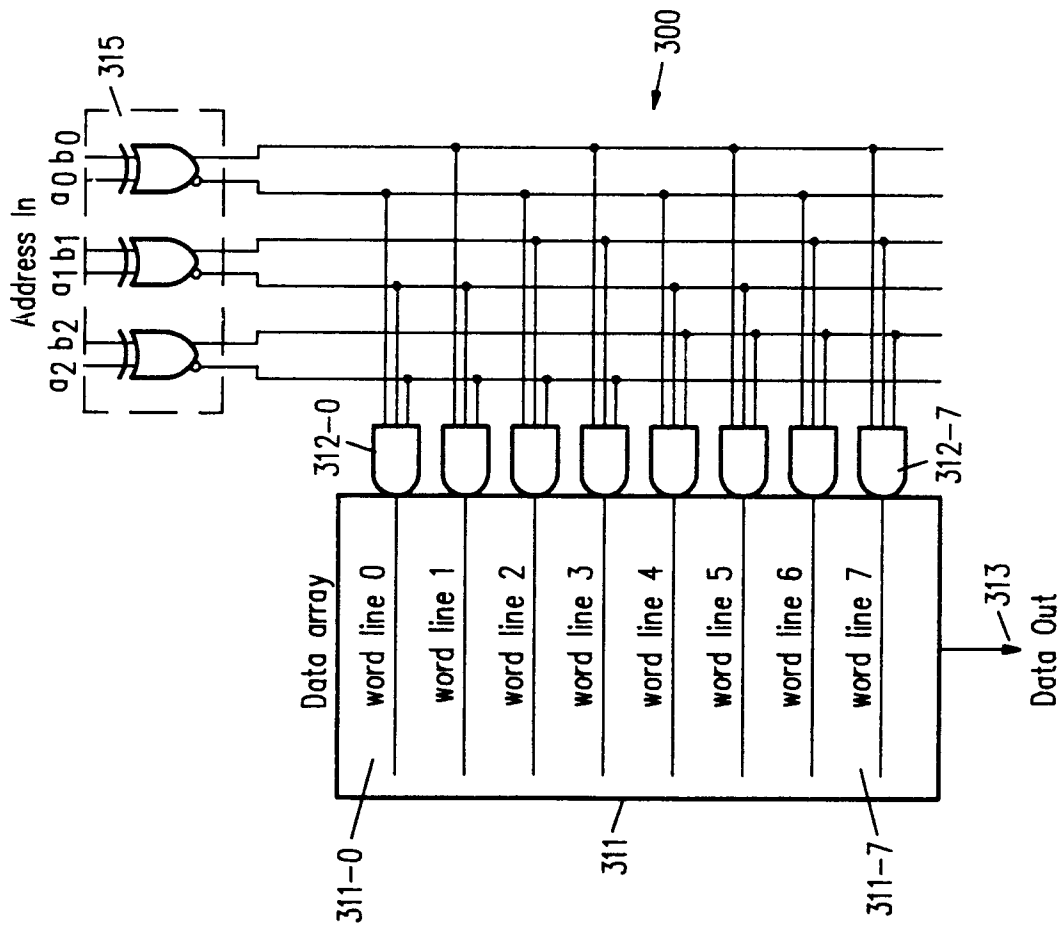 Address In
a2 b2 a1 b1 a0 b0
315
300
312-0
312-7
Data array
word line 0
word line 1
word line 2
word line 3
word line 4
word line 5
word line 6
word line 7
311-0
311
311-7
313
Data Out